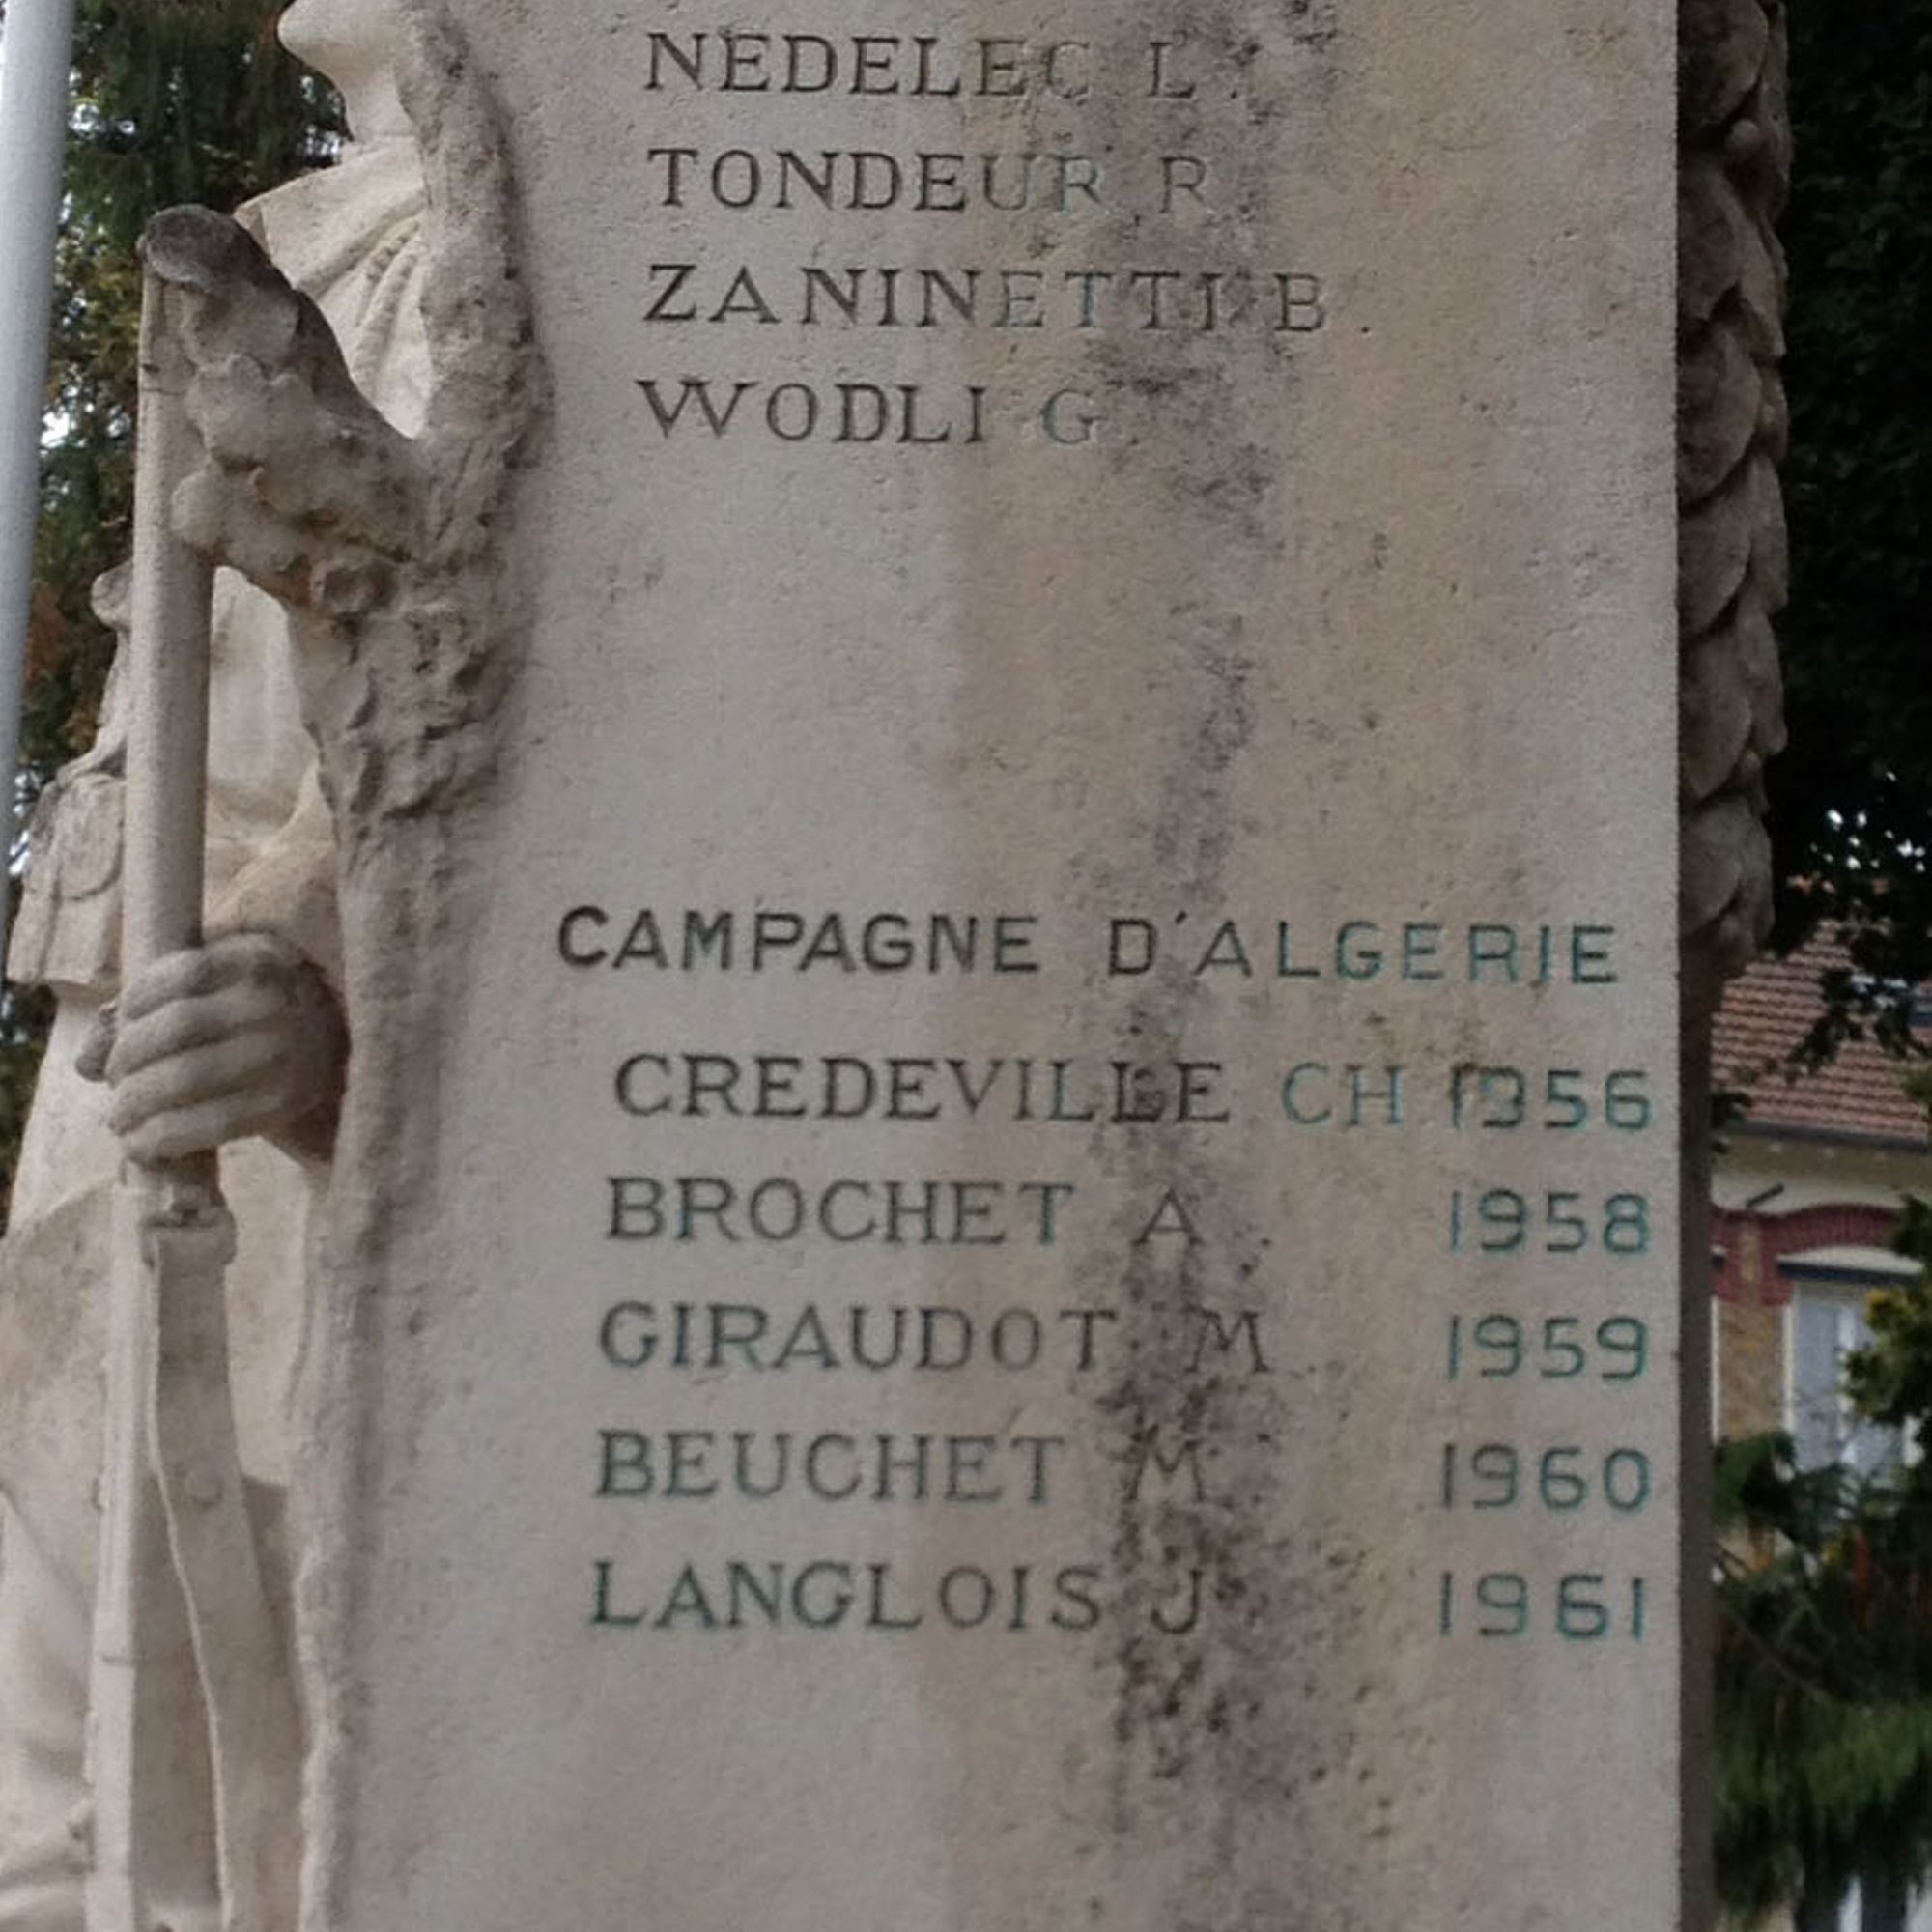 NEDELEC L.
TONDEUR R
ZANINETTI B.
WODLI G.
CAMPAGNE D'ALGERIE
CREDEVILLE CH 1956
BROCHET A. 1958
GIRAUDOT M. 1959
BEUCHET M. 1960
LANGLOIS J 1961